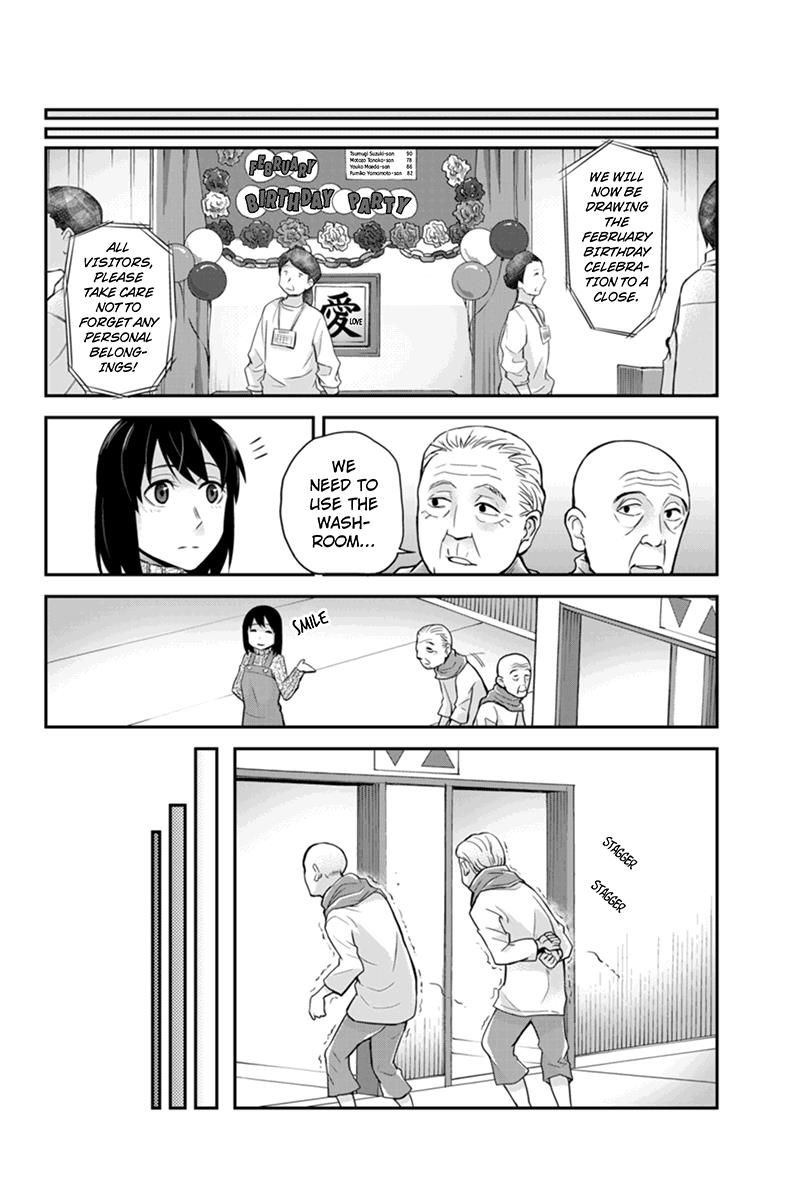 WE WILL
NOW BE
DRAWING
THE
FEBRUARY
BIRTHDAY
CELEBRA-
TION TO A
CLOSE.
Tsumugi Suzuki-san 90
Motozo Tanaka-san 78
Youko Maeda-san 86
Fumiko Yamamoto-san 82
FEBRUARY
BIRTHDAY PARTY
愛
LOVE
ALL
VISITORS,
PLEASE
TAKE CARE
NOT TO
FORGET ANY
PERSONAL
BELONG-
INGS!
WE
NEED TO
USE THE
WASH-
ROOM...
SMILE
STAGGER
STAGGER